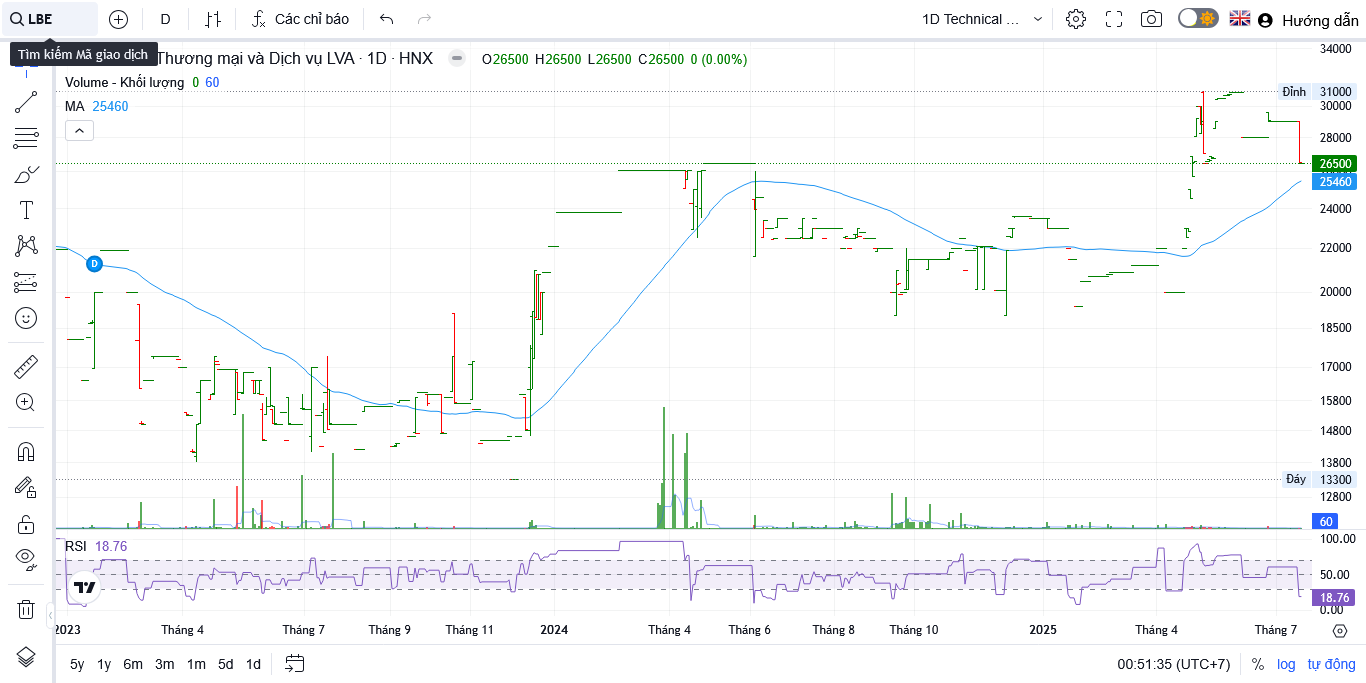 LBE
D
Các chỉ báo
1D Technical ...
Hướng dẫn
Tìm kiếm Mã giao dịch
Thương mại và Dịch vụ LVA · 1D · HNX
O26500 H26500 L26500 C26500 0 (0.00%)
Volume - Khối lượng 0 60
MA 25460
34000
Đỉnh 31000
30000
28000
26500
25460
24000
22000
D
20000
18500
17000
15800
14800
13800
Đáy 13300
12800
60
RSI 18.76
100.00
50.00
18.76
0.00
2023 Tháng 4 Tháng 7 Tháng 9 Tháng 11 2024 Tháng 4 Tháng 6 Tháng 8 Tháng 10 2025 Tháng 4 Tháng 7
5y 1y 6m 3m 1m 5d 1d
00:51:35 (UTC+7) % log tự động